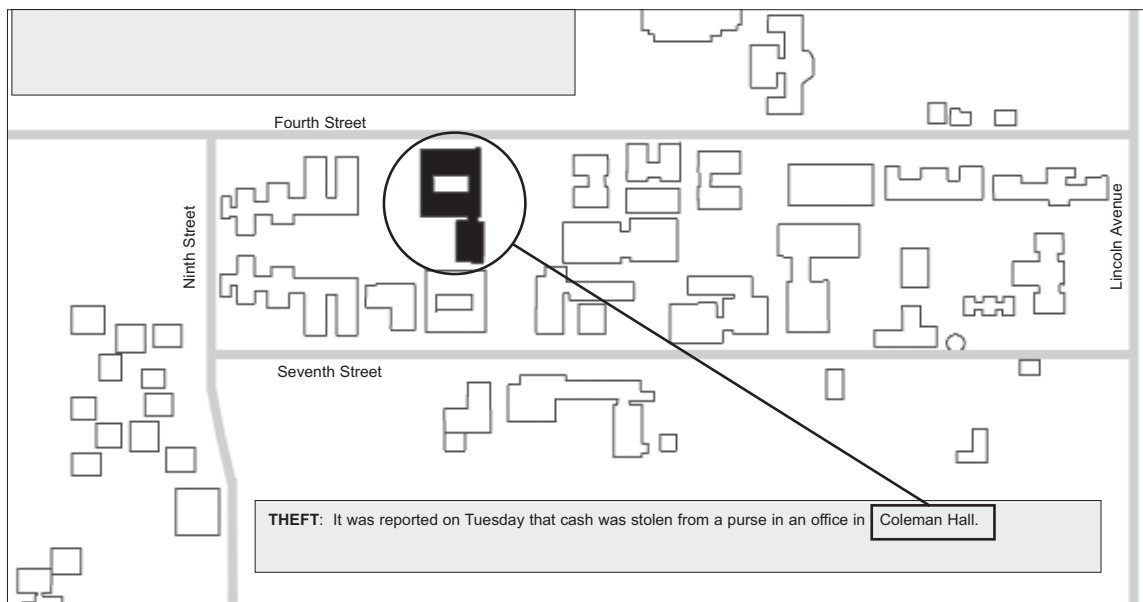 Fourth Street
Ninth Street
Lincoln Avenue
Seventh Street
THEFT: It was reported on Tuesday that cash was stolen from a purse in an office in Coleman Hall.